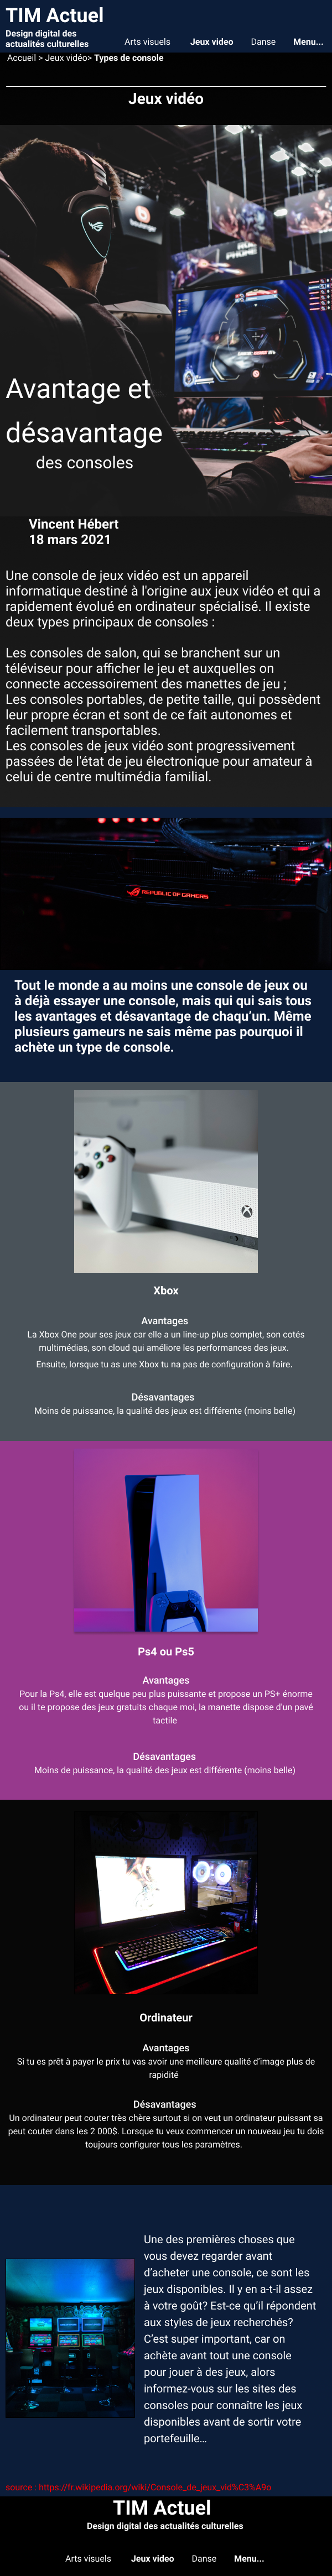 TIM Actuel
Design digital des
actualités culturelles
Arts visuels Jeux video Danse Menu...
Accueil > Jeux vidéo> Types de console
Jeux vidéo
Avantage et
désavantage
des consoles
Vincent Hébert
18 mars 2021
Une console de jeux vidéo est un appareil
informatique destiné à l'origine aux jeux vidéo et qui a
rapidement évolué en ordinateur spécialisé. Il existe
deux types principaux de consoles :
Les consoles de salon, qui se branchent sur un
téléviseur pour afficher le jeu et auxquelles on
connecte accessoirement des manettes de jeu ;
Les consoles portables, de petite taille, qui possèdent
leur propre écran et sont de ce fait autonomes et
facilement transportables.
Les consoles de jeux vidéo sont progressivement
passées de l'état de jeu électronique pour amateur à
celui de centre multimédia familial.
REPUBLIC OF GAMERS
Tout le monde a au moins une console de jeux ou
à déjà essayer une console, mais qui qui sais tous
les avantages et désavantage de chaqu’un. Même
plusieurs gameurs ne sais même pas pourquoi il
achète un type de console.
Xbox
Avantages
La Xbox One pour ses jeux car elle a un line-up plus complet, son cotés
multimédias, son cloud qui améliore les performances des jeux.
Ensuite, lorsque tu as une Xbox tu na pas de configuration à faire.
Désavantages
Moins de puissance, la qualité des jeux est différente (moins belle)
Ps4 ou Ps5
Avantages
Pour la Ps4, elle est quelque peu plus puissante et propose un PS+ énorme
ou il te propose des jeux gratuits chaque moi, la manette dispose d'un pavé
tactile
Désavantages
Moins de puissance, la qualité des jeux est différente (moins belle)
Ordinateur
Avantages
Si tu es prêt à payer le prix tu vas avoir une meilleure qualité d’image plus de
rapidité
Désavantages
Un ordinateur peut couter très chère surtout si on veut un ordinateur puissant sa
peut couter dans les 2 000$. Lorsque tu veux commencer un nouveau jeu tu dois
toujours configurer tous les paramètres.
Une des premières choses que
vous devez regarder avant
d’acheter une console, ce sont les
jeux disponibles. Il y en a-t-il assez
à votre goût? Est-ce qu’il répondent
aux styles de jeux recherchés?
C’est super important, car on
achète avant tout une console
pour jouer à des jeux, alors
informez-vous sur les sites des
consoles pour connaître les jeux
disponibles avant de sortir votre
portefeuille…
source : https://fr.wikipedia.org/wiki/Console_de_jeux_vid%C3%A9o
TIM Actuel
Design digital des actualités culturelles
Arts visuels Jeux video Danse Menu...